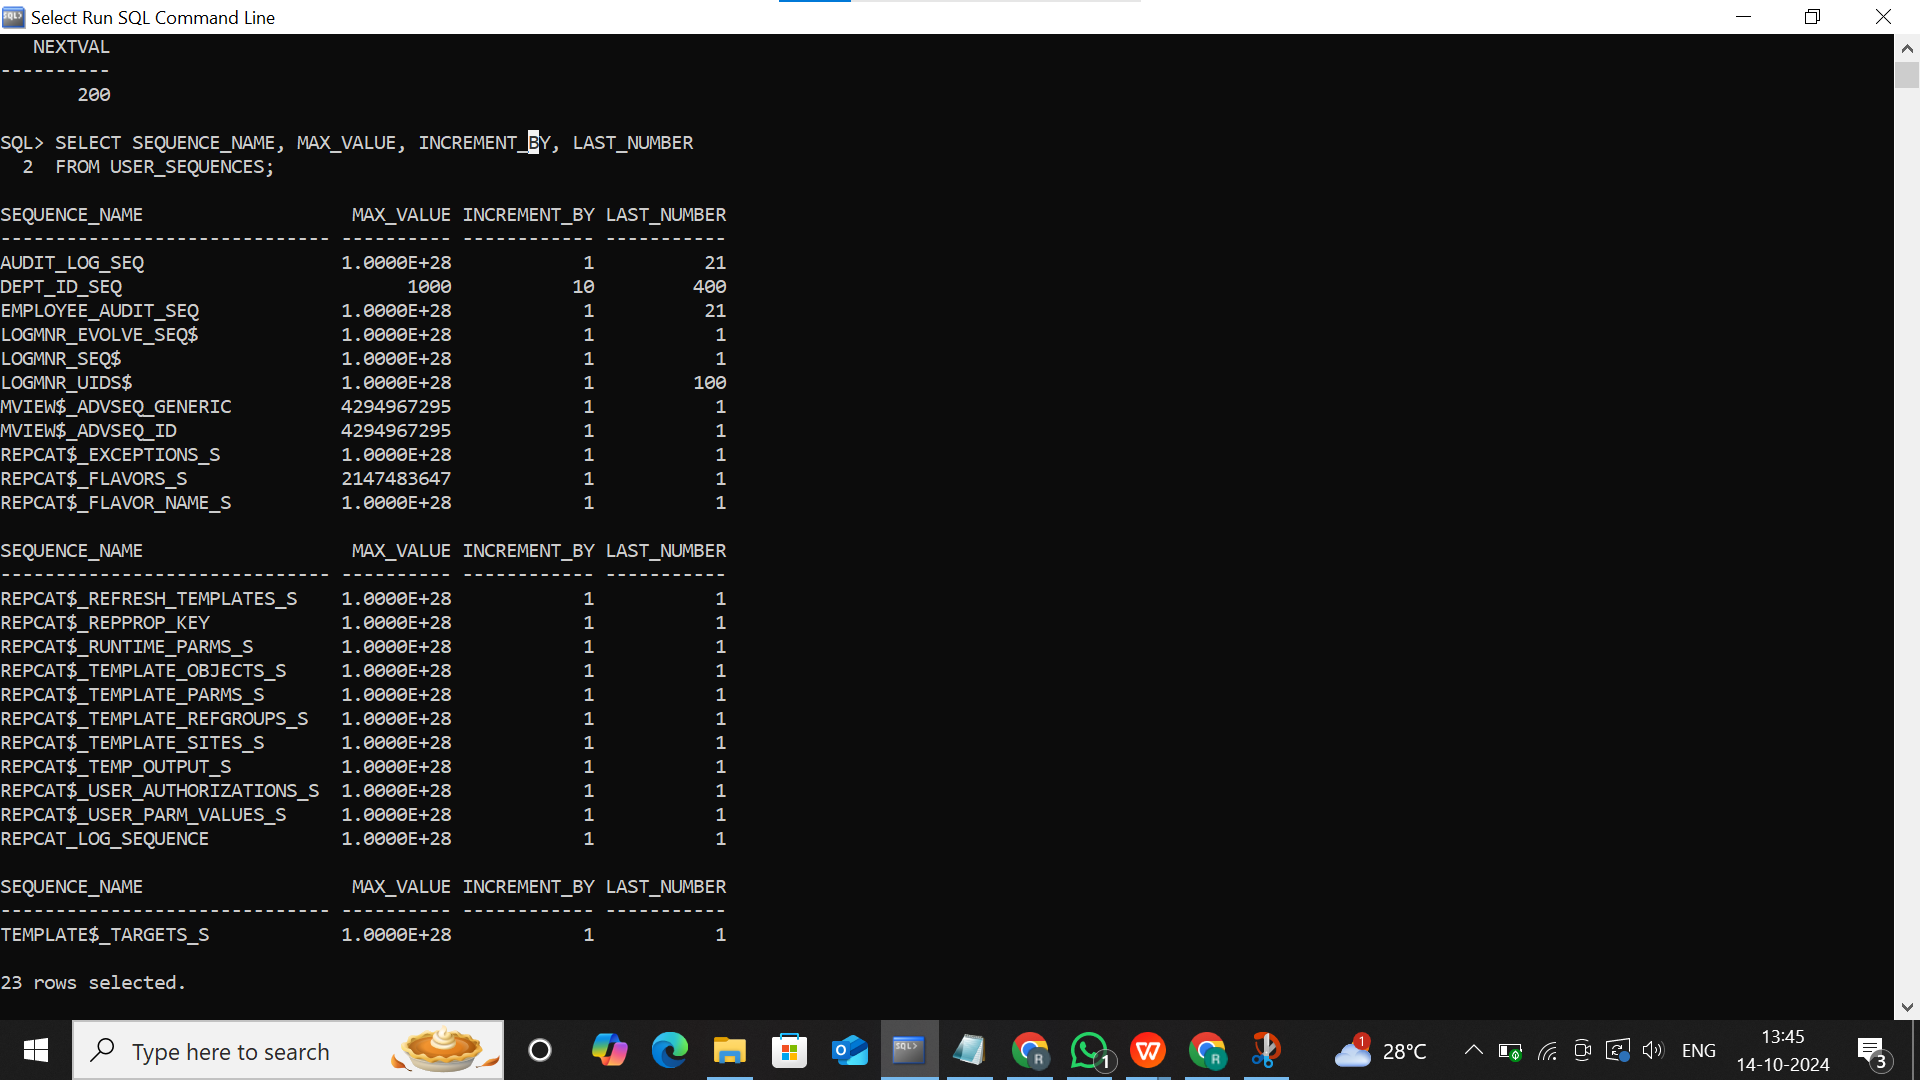 Select Run SQL Command Line
   NEXTVAL
----------
       200
SQL> SELECT SEQUENCE_NAME, MAX_VALUE, INCREMENT_BY, LAST_NUMBER
  2  FROM USER_SEQUENCES;
SEQUENCE_NAME                   MAX_VALUE INCREMENT_BY LAST_NUMBER
------------------------------ ---------- ------------ -----------
AUDIT_LOG_SEQ                  1.0000E+28            1          21
DEPT_ID_SEQ                          1000           10         400
EMPLOYEE_AUDIT_SEQ             1.0000E+28            1          21
LOGMNR_EVOLVE_SEQ$             1.0000E+28            1           1
LOGMNR_SEQ$                    1.0000E+28            1           1
LOGMNR_UIDS$                   1.0000E+28            1         100
MVIEW$_ADVSEQ_GENERIC          4294967295            1           1
MVIEW$_ADVSEQ_ID               4294967295            1           1
REPCAT$_EXCEPTIONS_S           1.0000E+28            1           1
REPCAT$_FLAVORS_S              2147483647            1           1
REPCAT$_FLAVOR_NAME_S          1.0000E+28            1           1
SEQUENCE_NAME                   MAX_VALUE INCREMENT_BY LAST_NUMBER
------------------------------ ---------- ------------ -----------
REPCAT$_REFRESH_TEMPLATES_S    1.0000E+28            1           1
REPCAT$_REPPROP_KEY            1.0000E+28            1           1
REPCAT$_RUNTIME_PARMS_S        1.0000E+28            1           1
REPCAT$_TEMPLATE_OBJECTS_S     1.0000E+28            1           1
REPCAT$_TEMPLATE_PARMS_S       1.0000E+28            1           1
REPCAT$_TEMPLATE_REFGROUPS_S   1.0000E+28            1           1
REPCAT$_TEMPLATE_SITES_S       1.0000E+28            1           1
REPCAT$_TEMP_OUTPUT_S          1.0000E+28            1           1
REPCAT$_USER_AUTHORIZATIONS_S  1.0000E+28            1           1
REPCAT$_USER_PARM_VALUES_S     1.0000E+28            1           1
REPCAT_LOG_SEQUENCE            1.0000E+28            1           1
SEQUENCE_NAME                   MAX_VALUE INCREMENT_BY LAST_NUMBER
------------------------------ ---------- ------------ -----------
TEMPLATE$_TARGETS_S            1.0000E+28            1           1
23 rows selected.
Type here to search
SQL>
R
1
W
R
1
28°C
ENG
13:45
14-10-2024
3